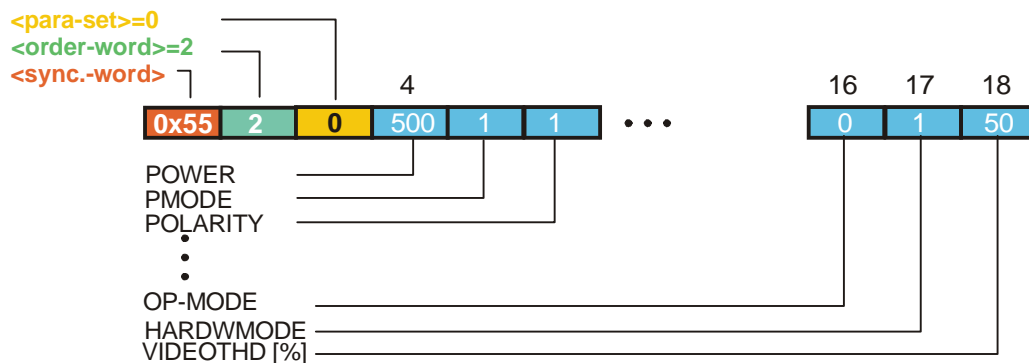 <para-set>=0
<order-word>=2
<sync.-word>
4 16 17 18
0x55 2 0 500 1 1 • • • 0 1 50
POWER
PMODE
POLARITY
OP-MODE
HARDWMODE
VIDEOTHD [%]